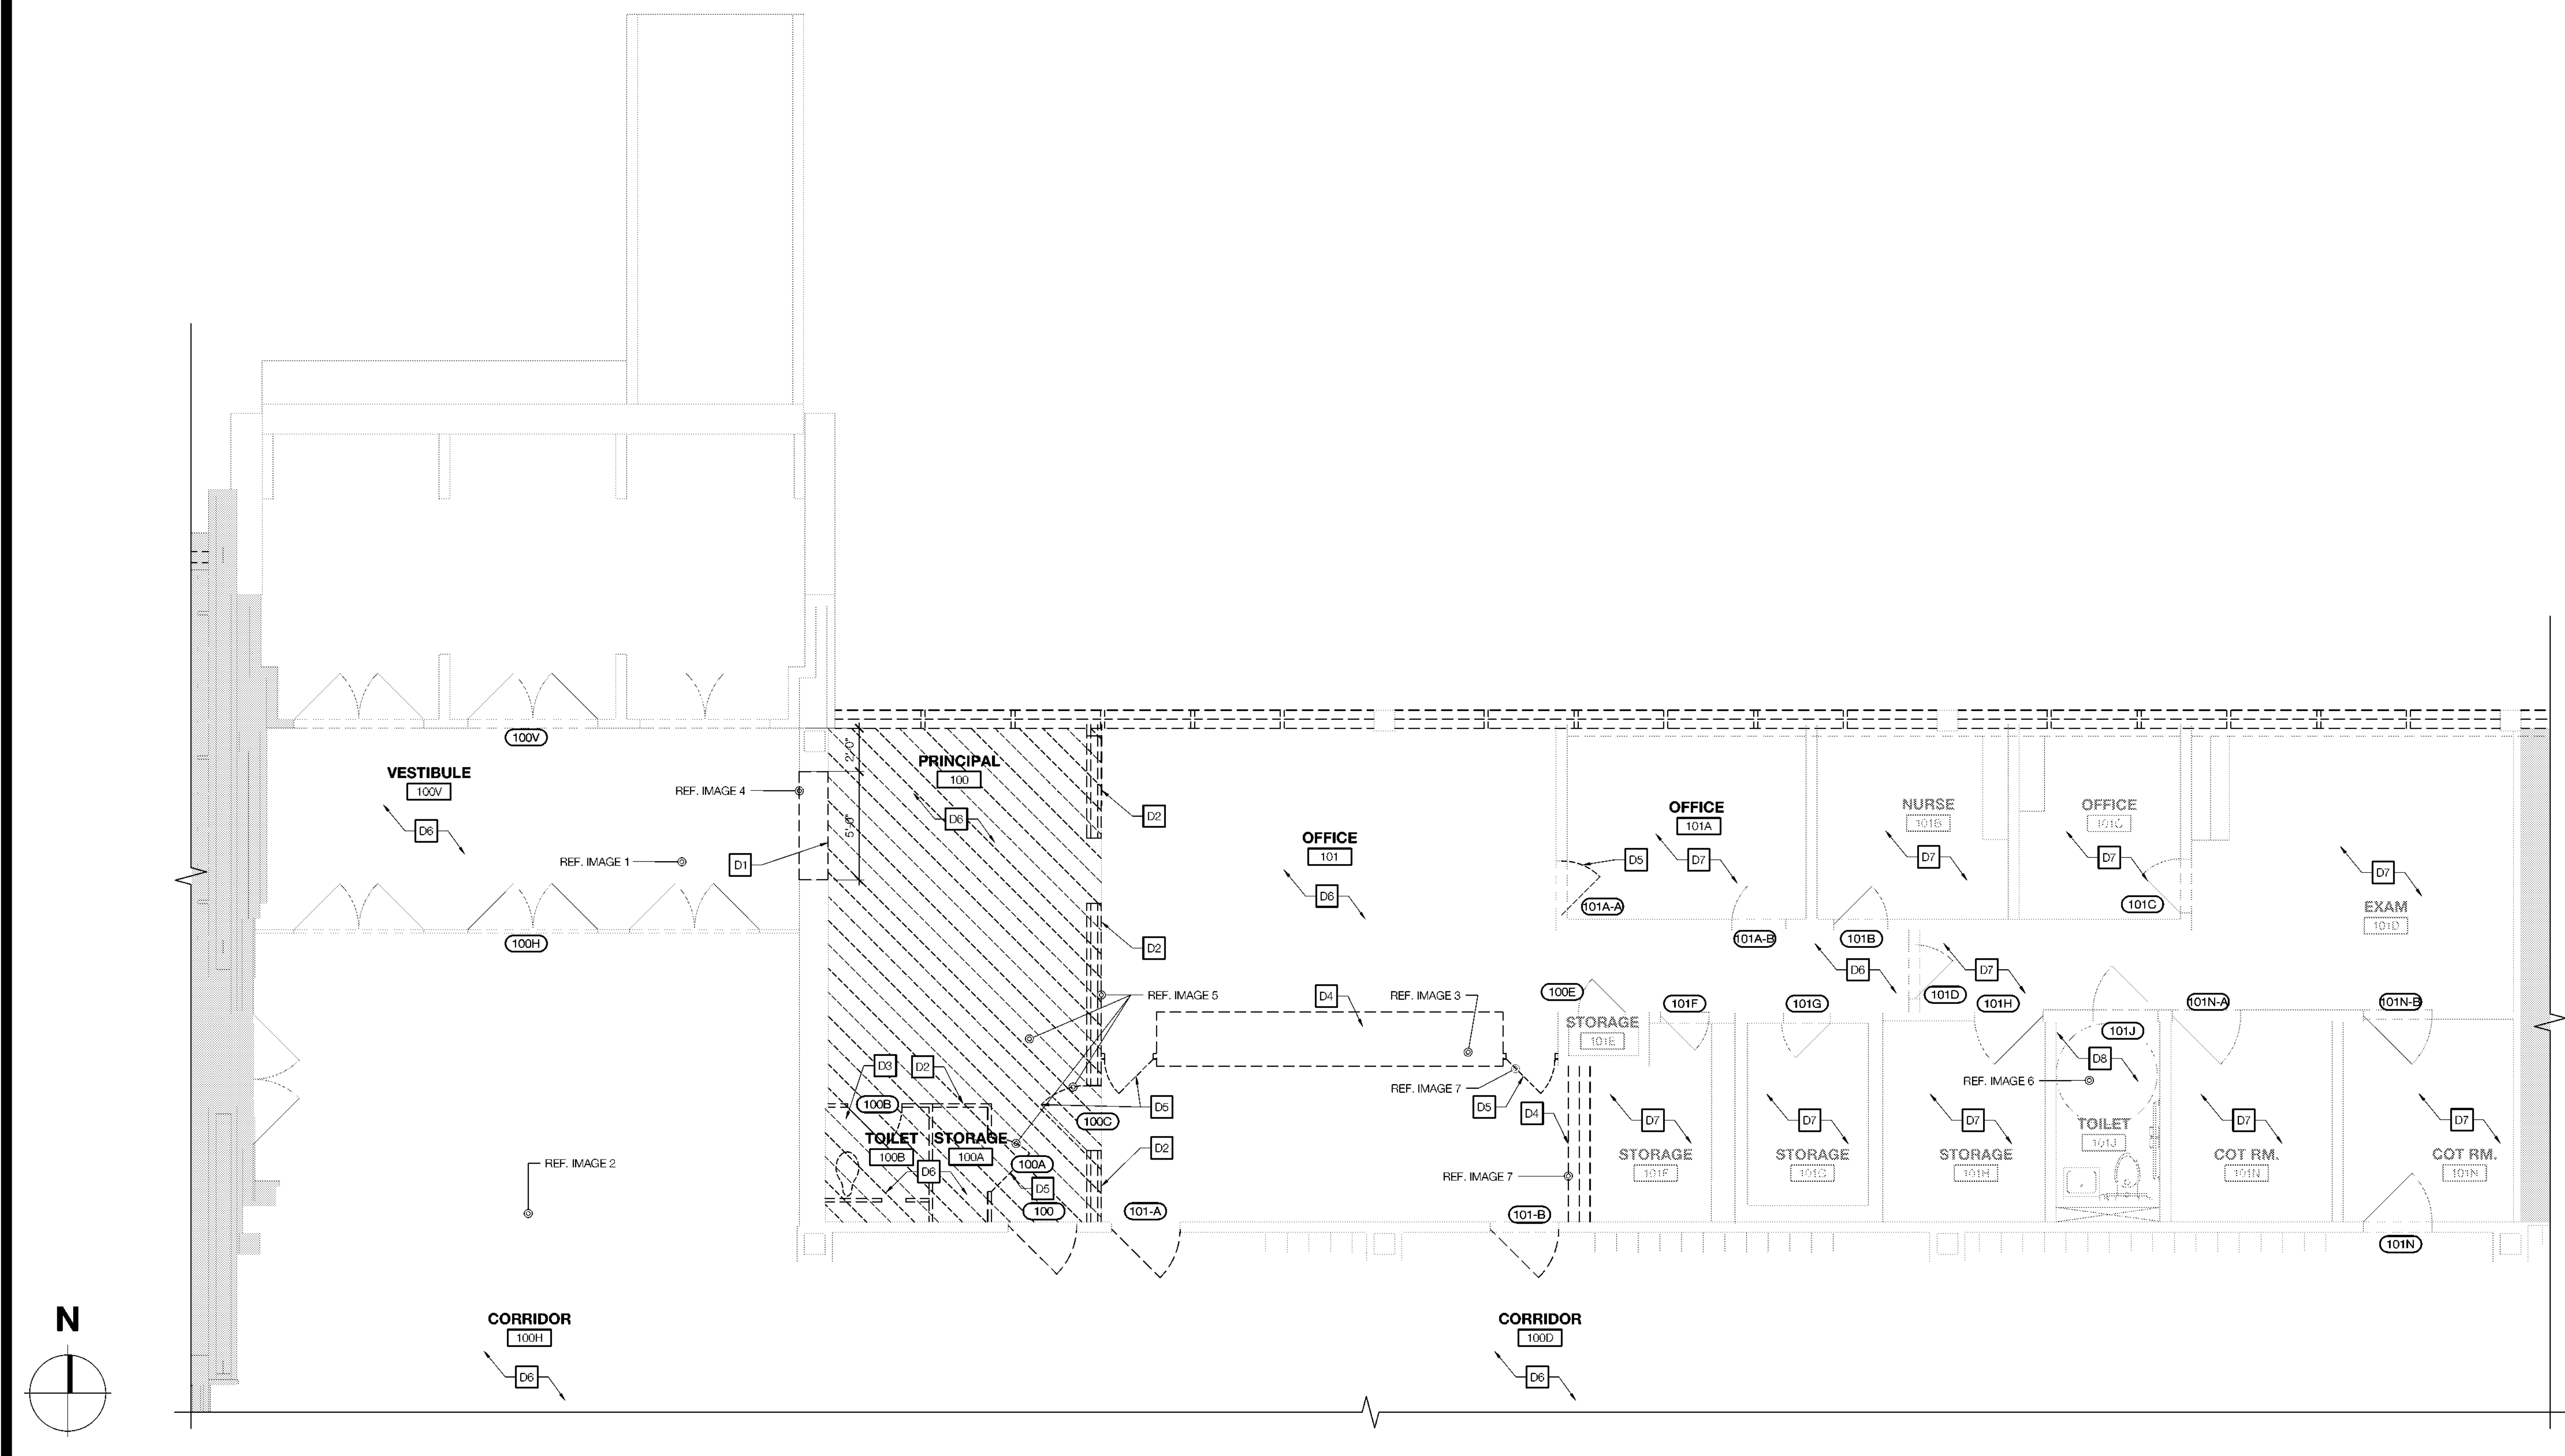 100V
VESTIBULE
100V
D6
REF. IMAGE 4
REF. IMAGE 1
D1
2'-0"
5'-0"
100H
PRINCIPAL
100
D6
D2
D2
OFFICE
101
D6
D4
REF. IMAGE 3
REF. IMAGE 5
OFFICE
101A
D7
D5
101A-A
101A-B
NURSE
101B
D7
101B
OFFICE
101C
D7
101C
D7
EXAM
101D
D6
D7
101D
101H
100E
STORAGE
101E
101F
101G
101J
101N-A
101N-B
D8
REF. IMAGE 6
REF. IMAGE 7
D5
D4
D3
D2
100B
100C
D5
D2
TOILET
100B
STORAGE
100A
D6
100A
D5
100
101-A
REF. IMAGE 7
101-B
D7
STORAGE
101F
D7
STORAGE
101G
D7
STORAGE
101H
TOILET
101J
D7
COT RM.
101N
D7
COT RM.
101N
101N
REF. IMAGE 2
N
CORRIDOR
100H
D6
CORRIDOR
100D
D6